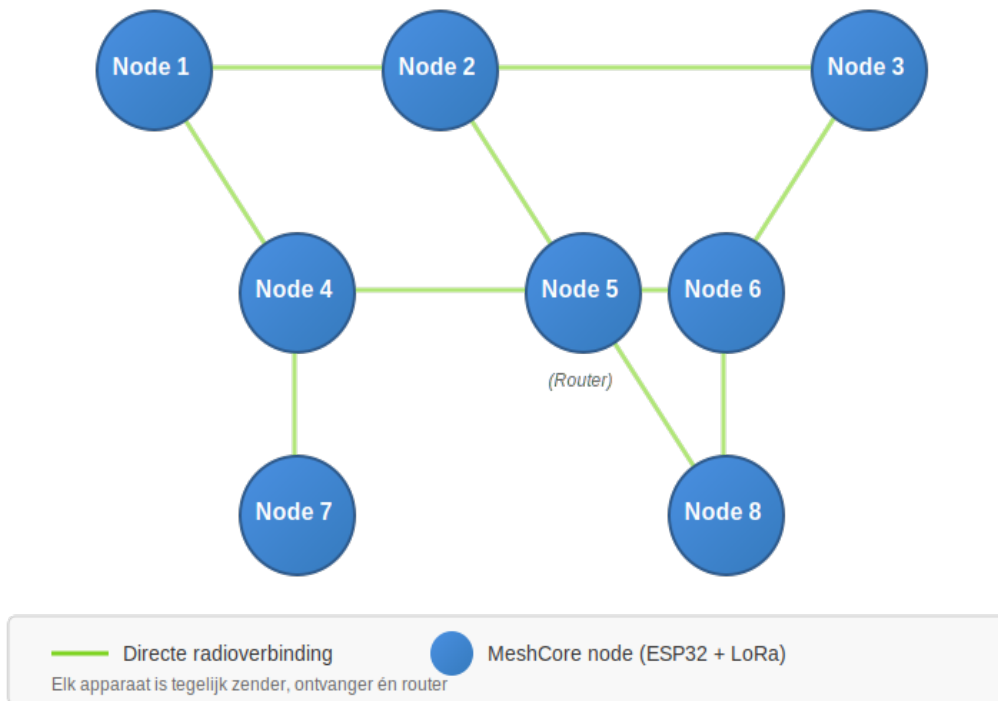 Node 1
Node 2
Node 3
Node 4
Node 5
Node 6
(Router)
Node 7
Node 8
Directe radioverbinding
MeshCore node (ESP32 + LoRa)
Elk apparaat is tegelijk zender, ontvanger én router